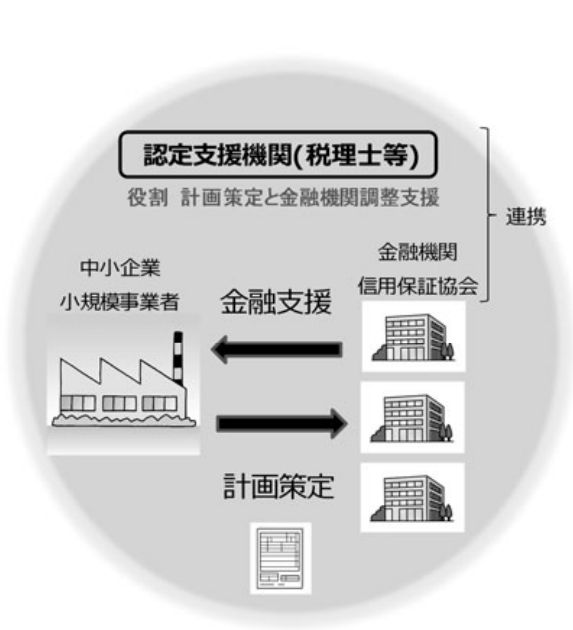 認定支援機関(税理士等)
役割 計画策定と金融機関調整支援
連携
金融機関
信用保証協会
中小企業
小規模事業者
金融支援
計画策定